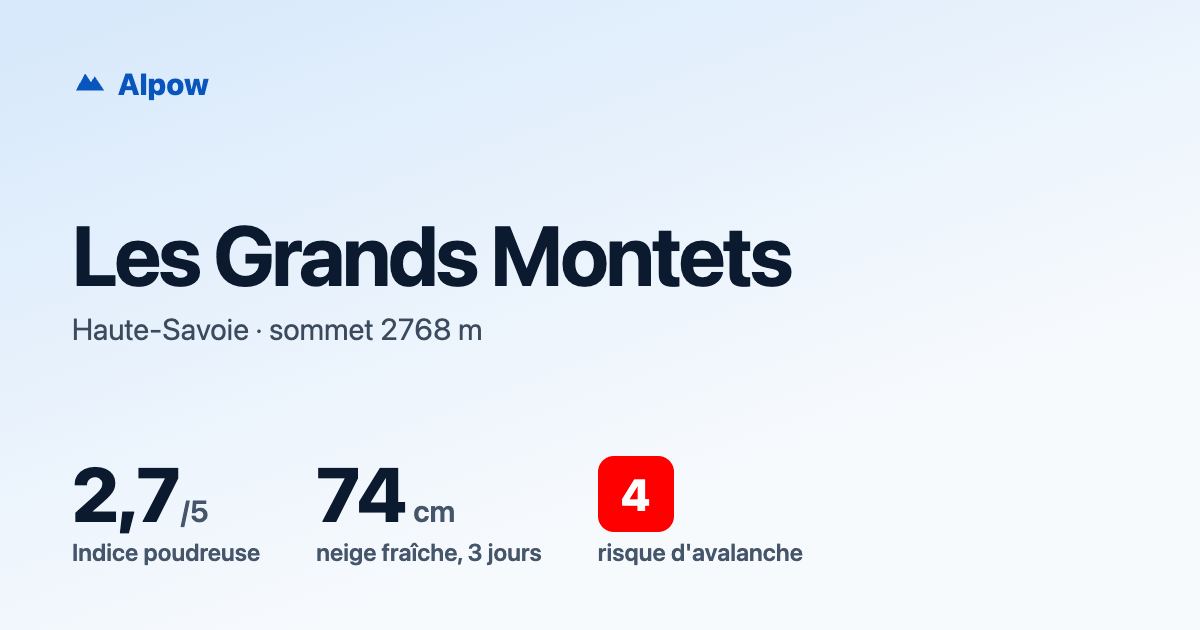 Alpow
Les Grands Montets
Haute-Savoie · sommet 2768 m
2,7/5
Indice poudreuse
74 cm
neige fraîche, 3 jours
4
risque d'avalanche